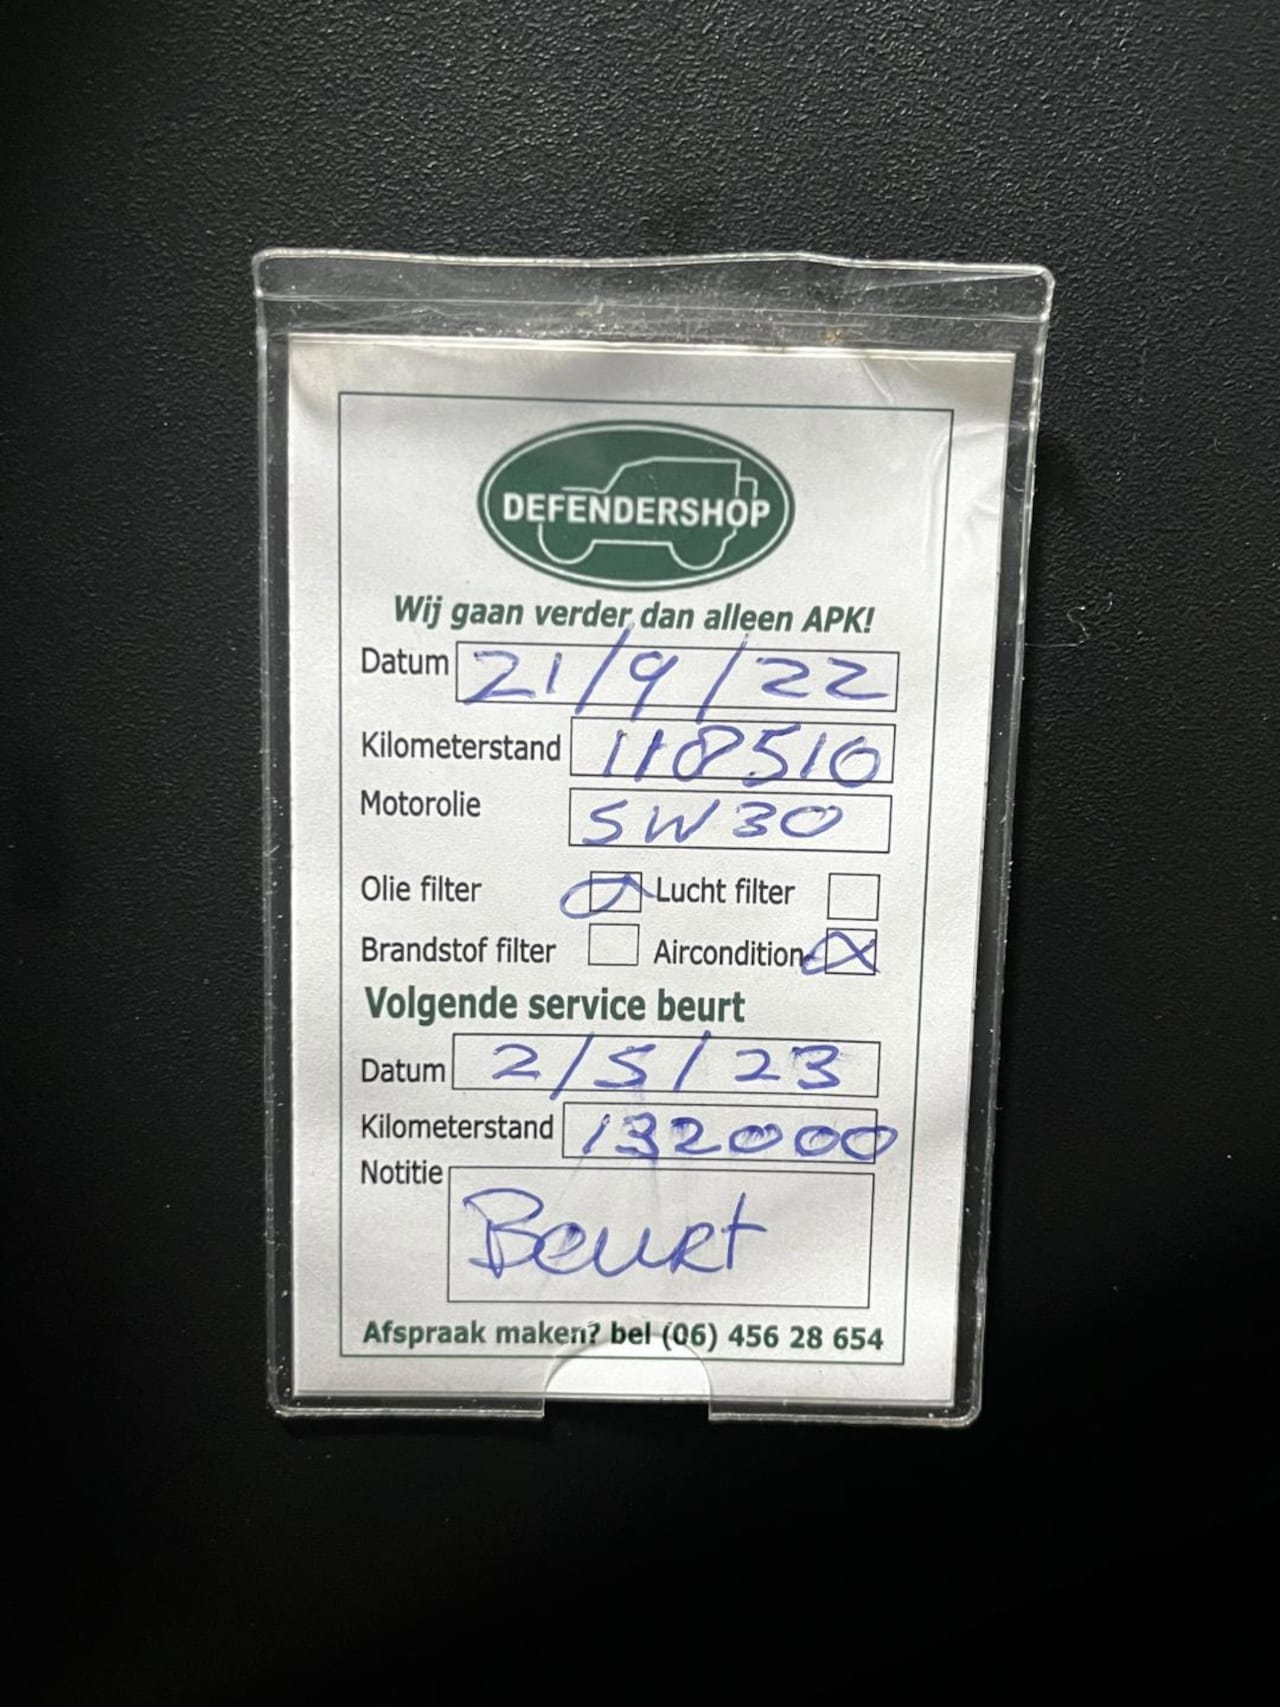 DEFENDERSHOP
Wij gaan verder dan alleen APK!
Datum 21/9/22
Kilometerstand 118510
Motorolie 5W30
Olie filter Lucht filter
Brandstof filter Aircondition
Volgende service beurt
Datum 2/5/23
Kilometerstand 132000
Notitie Beurt
Afspraak maken? bel (06) 456 28 654